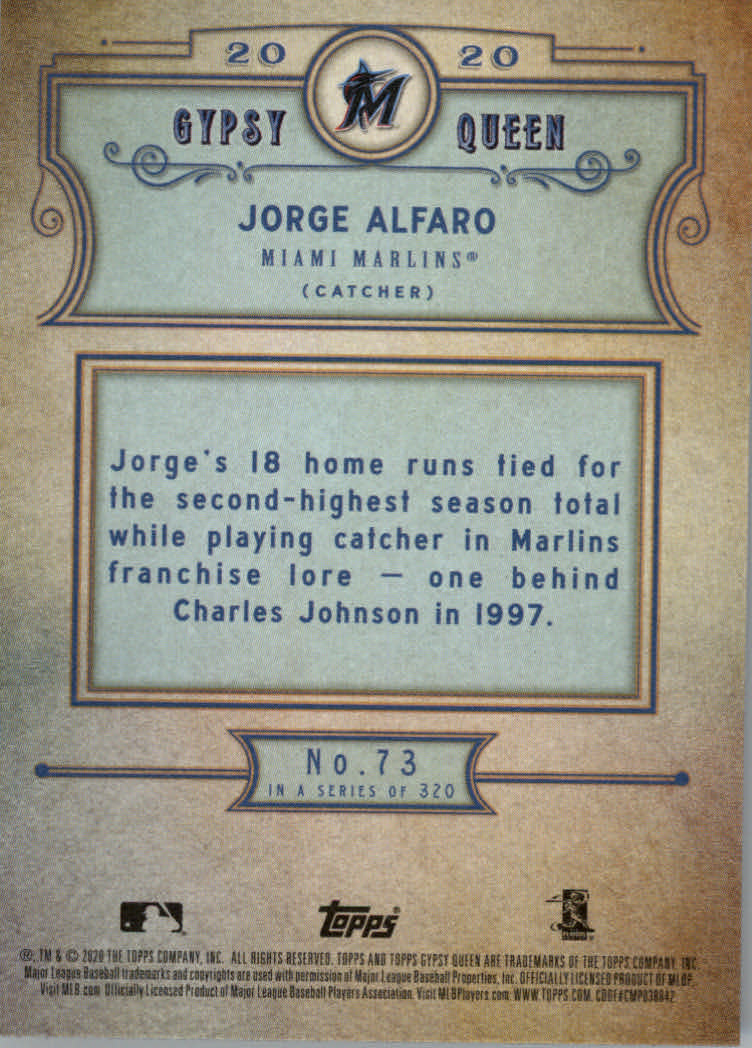 20 20
M
GYPSY QUEEN
JORGE ALFARO
MIAMI MARLINS®
(CATCHER)
Jorge's 18 home runs tied for
the second-highest season total
while playing catcher in Marlins
franchise lore — one behind
Charles Johnson in 1997.
No.73
IN A SERIES OF 320
Topps®
®, TM & © 2020 THE TOPPS COMPANY, INC. ALL RIGHTS RESERVED. TOPPS AND TOPPS GYPSY QUEEN ARE TRADEMARKS OF THE TOPPS COMPANY, INC.
Major League Baseball trademarks and copyrights are used with permission of Major League Baseball Properties, Inc. OFFICIALLY LICENSED PRODUCT OF MLBP.
Visit MLB.com Officially Licensed Product of Major League Baseball Players Association. Visit MLBPlayers.com WWW.TOPPS.COM. CODE#CMP038842